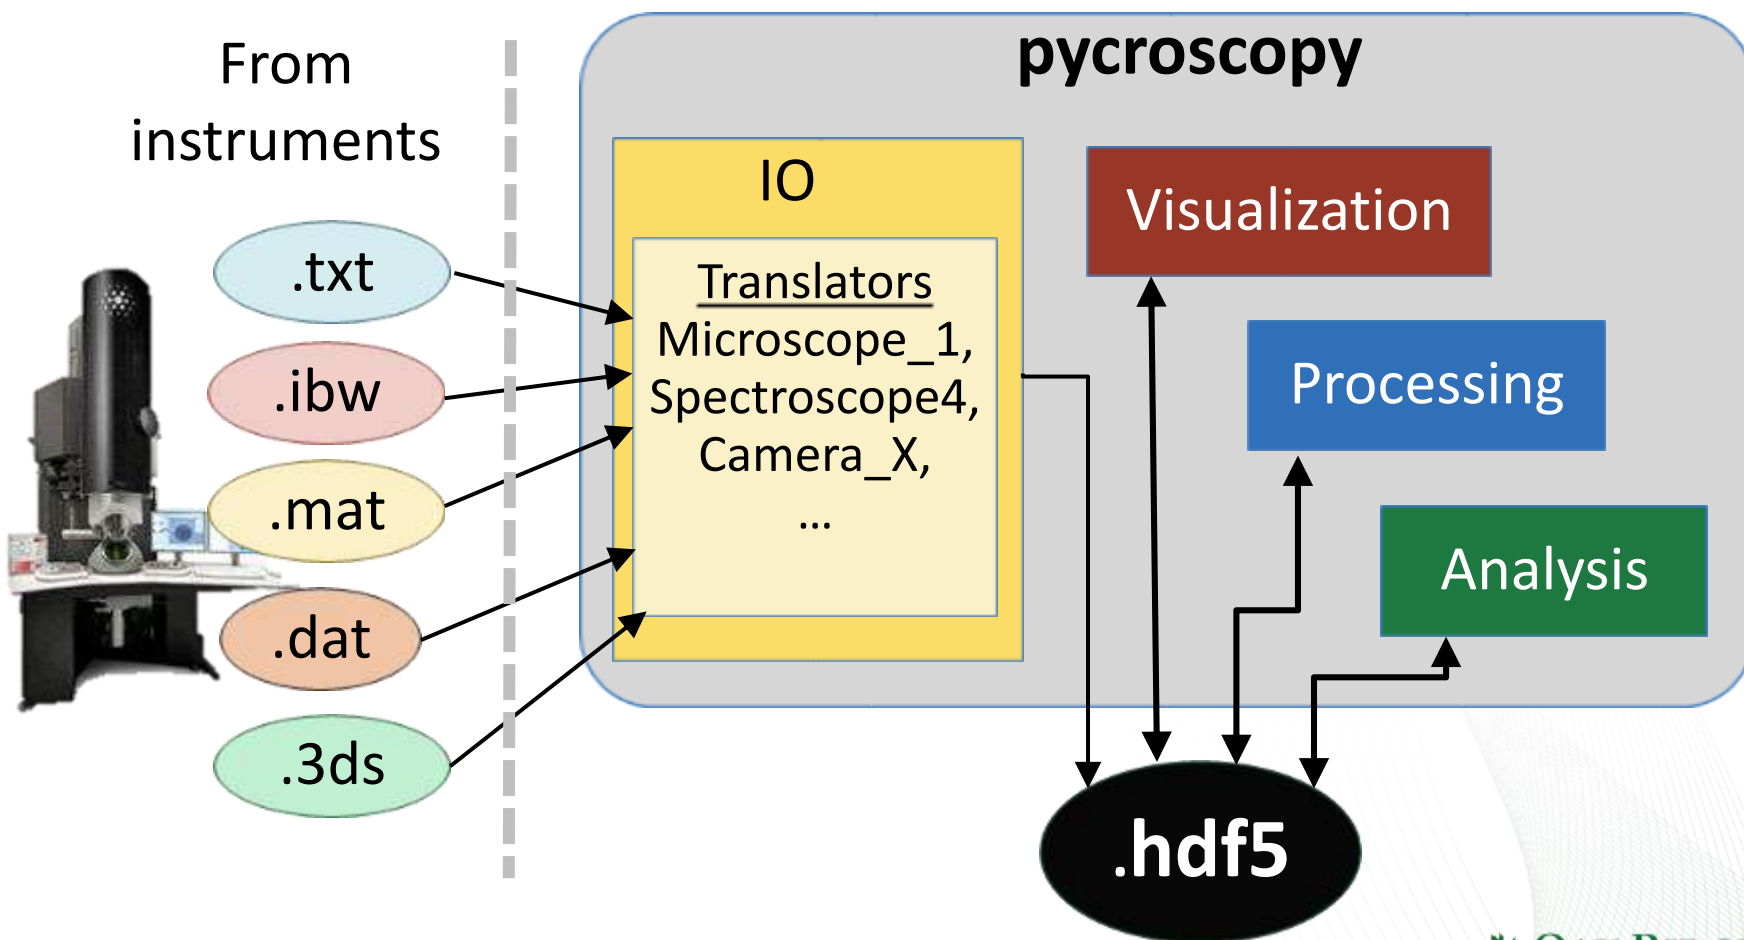 From
instruments
.txt
.ibw
.mat
.dat
.3ds
pycroscopy
IO
Translators
Microscope_1,
Spectroscope4,
Camera_X,
...
Visualization
Processing
Analysis
.hdf5